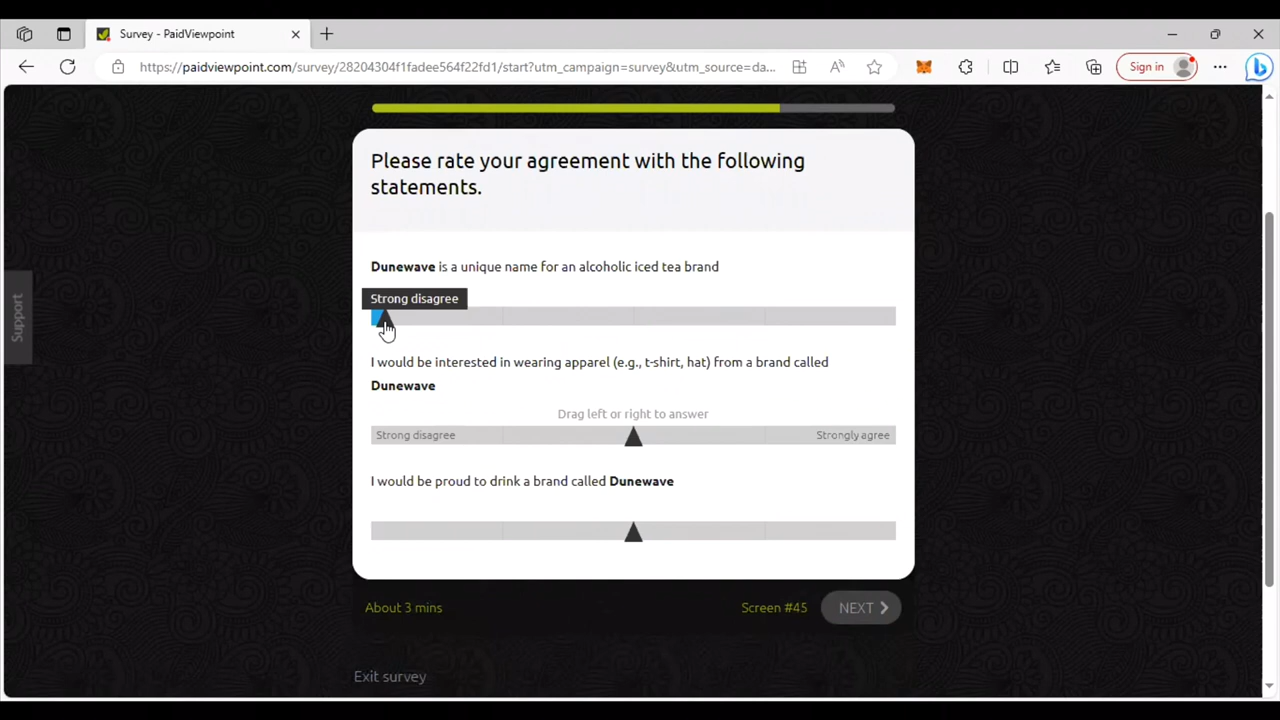 Survey - PaidViewpoint
https://paidviewpoint.com/survey/28204304f1fadee564f22f11/start?utm_campaign=survey&utm_source=da...
Sign in
Please rate your agreement with the following
statements.
Dunewave is a unique name for an alcoholic iced tea brand
Strong disagree
I would be interested in wearing apparel (e.g., t-shirt, hat) from a brand called
Dunewave
Drag left or right to answer
Strong disagree
Strongly agree
I would be proud to drink a brand called Dunewave
About 3 mins
Screen #45
NEXT
Exit survey
Support